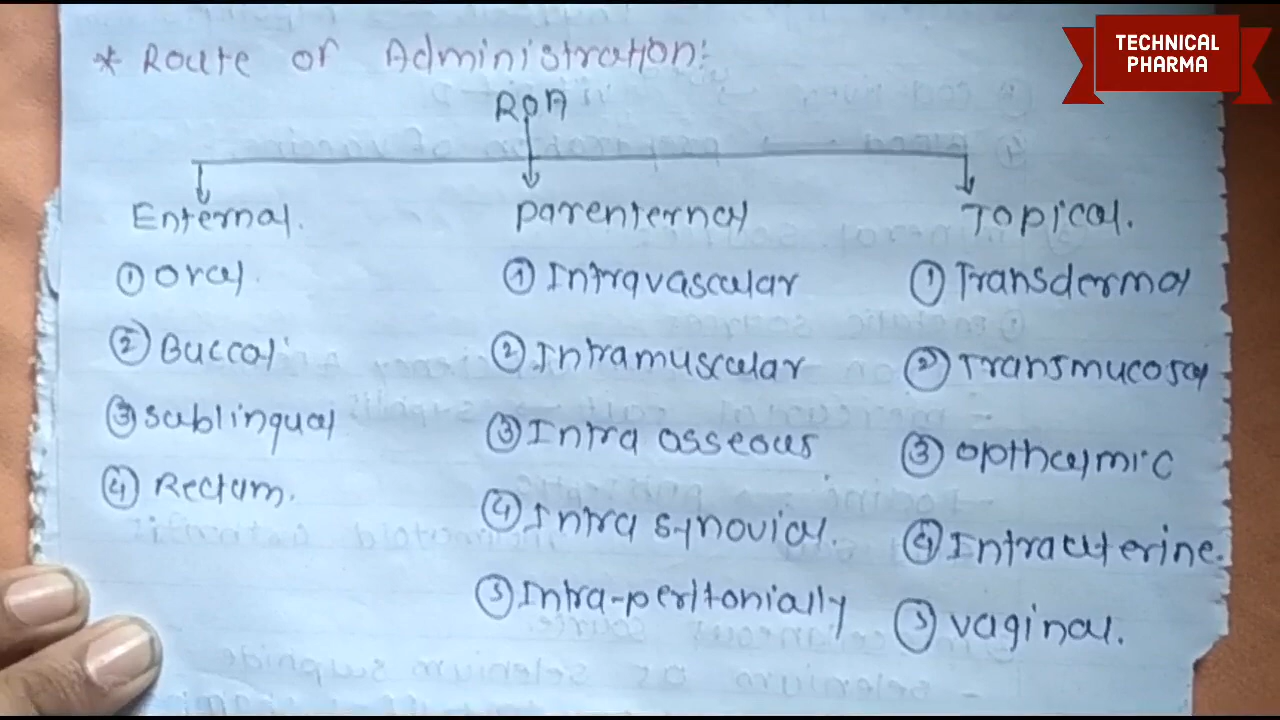 TECHNICAL
PHARMA
* Route of Administration:
ROA
Enternal.
① Oral.
② Buccal
③ Sublingual
④ Rectum.
Parenternal
① Intravascular
② Intramuscular
③ Intra osseous
④ Intra synovial.
⑤ Intra-peritonially
Topical.
① Transdermal
② Transmucosal
③ opthalmic
④ Intrauterine.
⑤ vaginal.